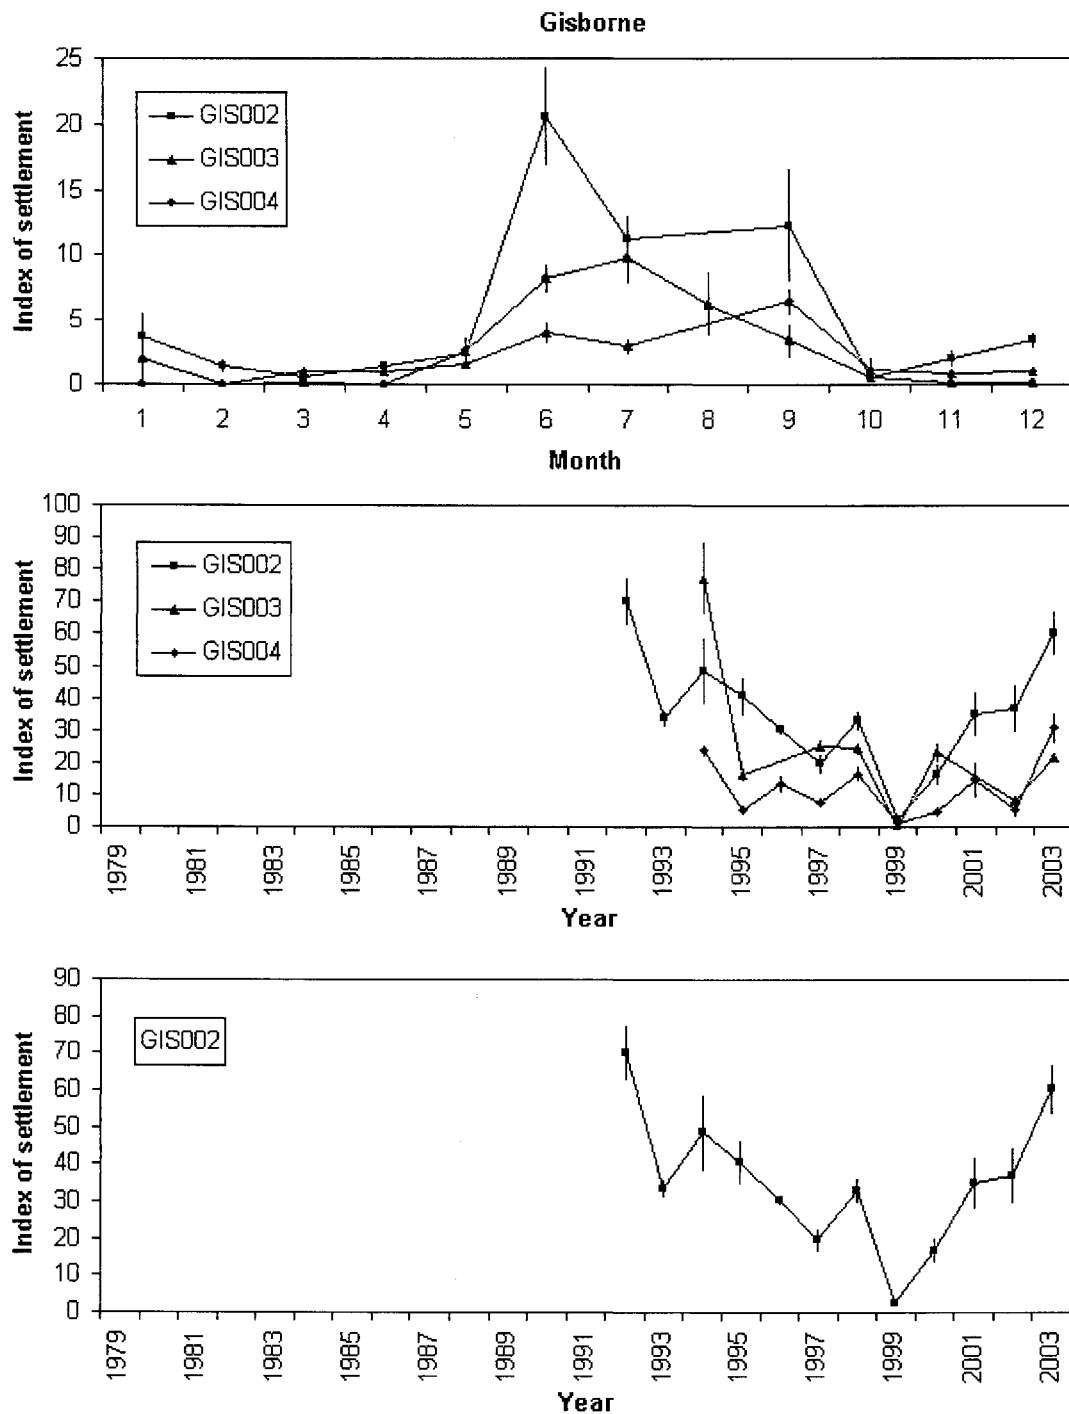 Gisborne
Index of settlement
25
20
15
10
5
0
GIS002
GIS003
GIS004
1 2 3 4 5 6 7 8 9 10 11 12
Month
Index of settlement
100
90
80
70
60
50
40
30
20
10
0
GIS002
GIS003
GIS004
1979 1981 1983 1985 1987 1989 1991 1993 1995 1997 19999 2001 2003
Year
Index of settlement
90
80
70
60
50
40
30
20
10
0
GIS002
1979 1981 1983 1985 1987 1989 1991 1993 1995 1997 1999 2001 2003
Year